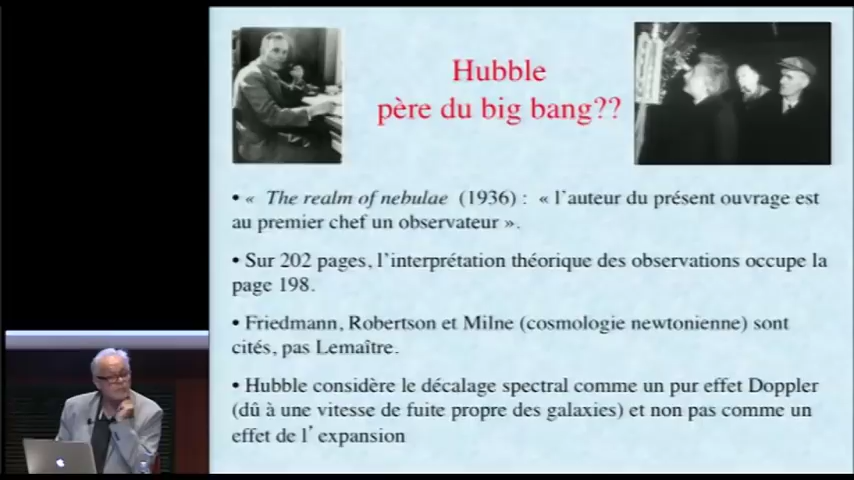 Hubble
père du big bang??
• « The realm of nebulae (1936) : « l’auteur du présent ouvrage est
au premier chef un observateur ».
• Sur 202 pages, l’interprétation théorique des observations occupe la
page 198.
• Friedmann, Robertson et Milne (cosmologie newtonienne) sont
cités, pas Lemaître.
• Hubble considère le décalage spectral comme un pur effet Doppler
(dû à une vitesse de fuite propre des galaxies) et non pas comme un
effet de l’expansion